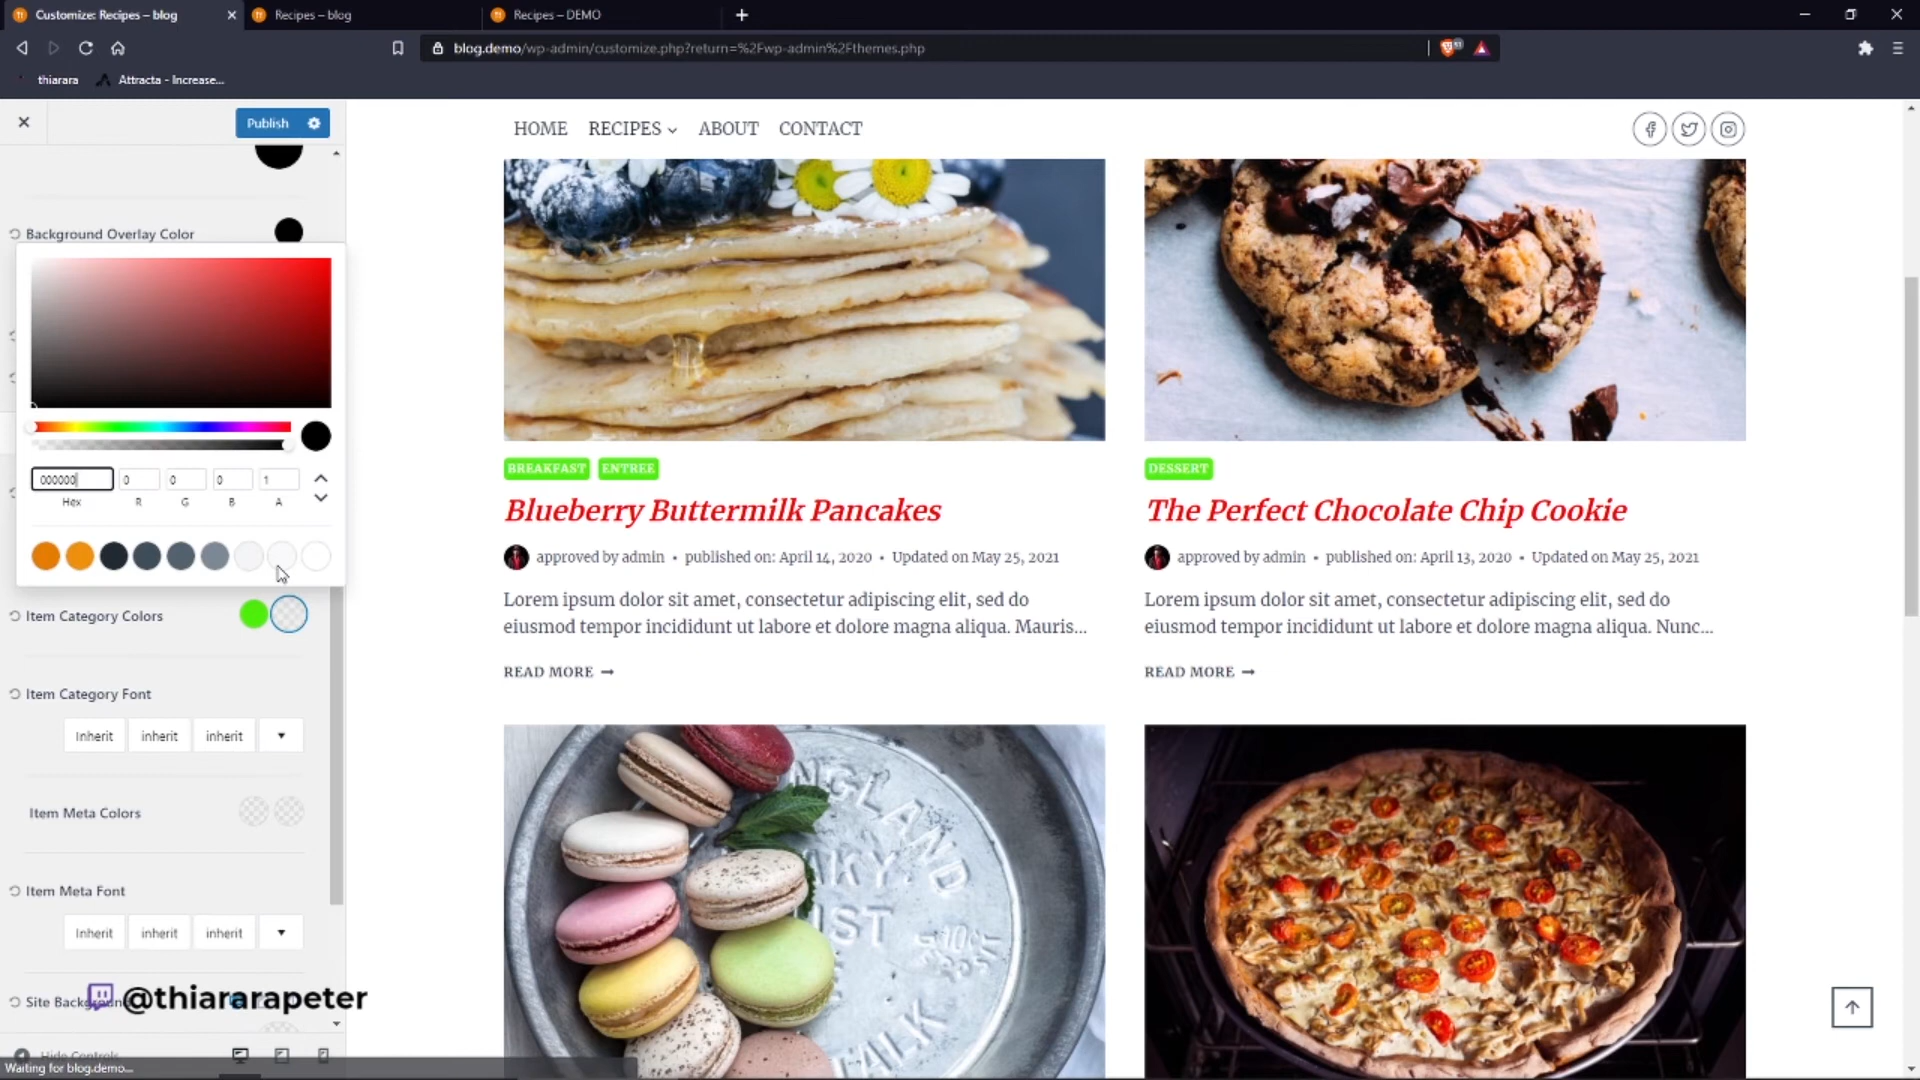 Customize: Recipes – blog
Recipes – blog
Recipes – DEMO
blog.demo/wp-admin/customize.php?return=%2Fwp-admin%2Fthemes.php
thiarara
Attracta - Increase...
Publish
HOME RECIPES ABOUT CONTACT
Background Overlay Color
000000 0 0 0 1
Hex R G B A
Item Category Colors
Item Category Font
Inherit inherit inherit
Item Meta Colors
Item Meta Font
Inherit inherit inherit
Site Background
@thiararapeter
Hide Controls
Waiting for blog.demo...
BREAKFAST ENTREE
Blueberry Buttermilk Pancakes
approved by admin • published on: April 14, 2020 • Updated on May 25, 2021
Lorem ipsum dolor sit amet, consectetur adipiscing elit, sed do
eiusmod tempor incididunt ut labore et dolore magna aliqua. Mauris...
READ MORE
DESSERT
The Perfect Chocolate Chip Cookie
approved by admin • published on: April 13, 2020 • Updated on May 25, 2021
Lorem ipsum dolor sit amet, consectetur adipiscing elit, sed do
eiusmod tempor incididunt ut labore et dolore magna aliqua. Nunc...
READ MORE